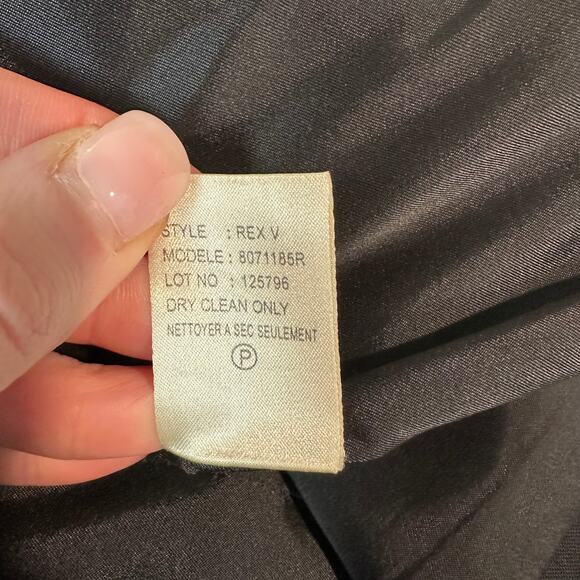 STYLE : REX V
MODELE : 8071185R
LOT NO : 125796
DRY CLEAN ONLY
NETTOYER A SEC SEULEMENT
P